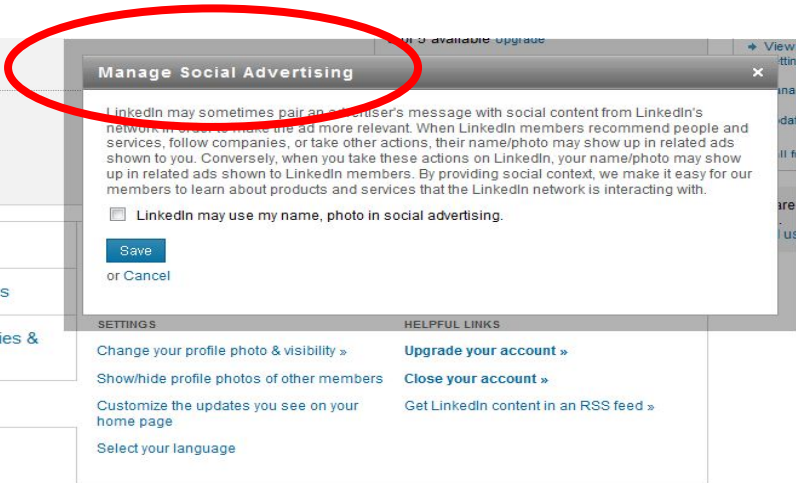 or 5 available Upgrade
View
Manage Social Advertising
LinkedIn may sometimes pair an advertiser's message with social content from LinkedIn's
network in order to make the ad more relevant. When LinkedIn members recommend people and
services, follow companies, or take other actions, their name/photo may show up in related ads
shown to you. Conversely, when you take these actions on LinkedIn, your name/photo may show
up in related ads shown to LinkedIn members. By providing social context, we make it easy for our
members to learn about products and services that the LinkedIn network is interacting with.
LinkedIn may use my name, photo in social advertising.
Save
or Cancel
s
ies &
SETTINGS
Change your profile photo & visibility »
Show/hide profile photos of other members
Customize the updates you see on your
home page
Select your language
HELPFUL LINKS
Upgrade your account »
Close your account »
Get LinkedIn content in an RSS feed »